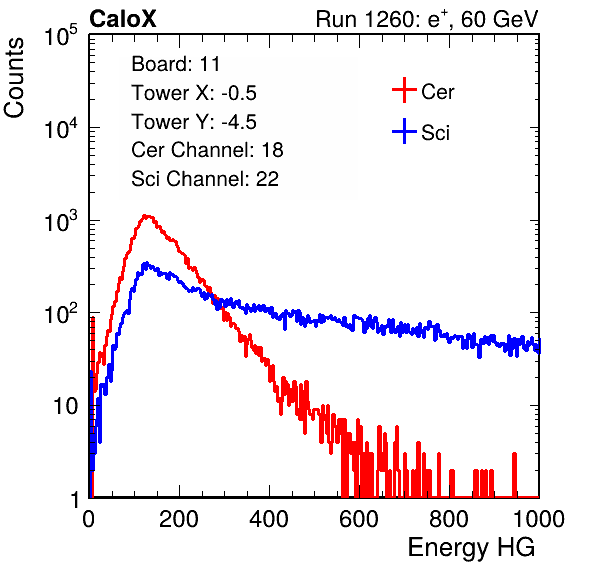 CaloX Run 1260: e⁺, 60 GeV
Counts
Board: 11
Tower X: -0.5
Tower Y: -4.5
Cer Channel: 18
Sci Channel: 22
Cer
Sci
10⁵
10⁴
10³
10²
10
1
0 200 400 600 800 1000
Energy HG